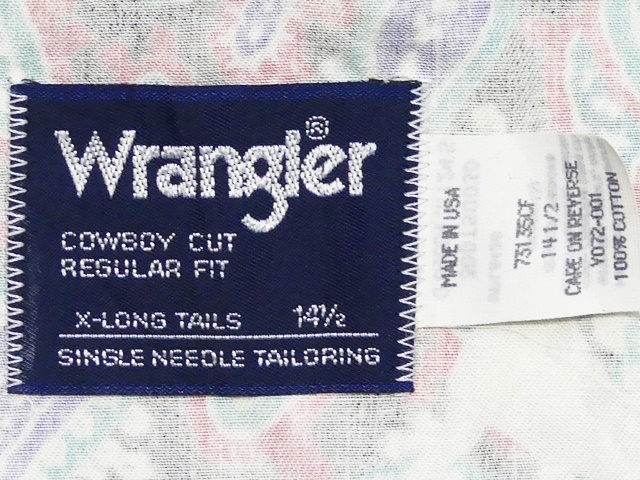 Wrangler®
COWBOY CUT
REGULAR FIT
X-LONG TAILS 14½
SINGLE NEEDLE TAILORING
MADE IN USA
73135CF
14 1/2
CARE ON REVERSE
Y072-001
100% COTTON